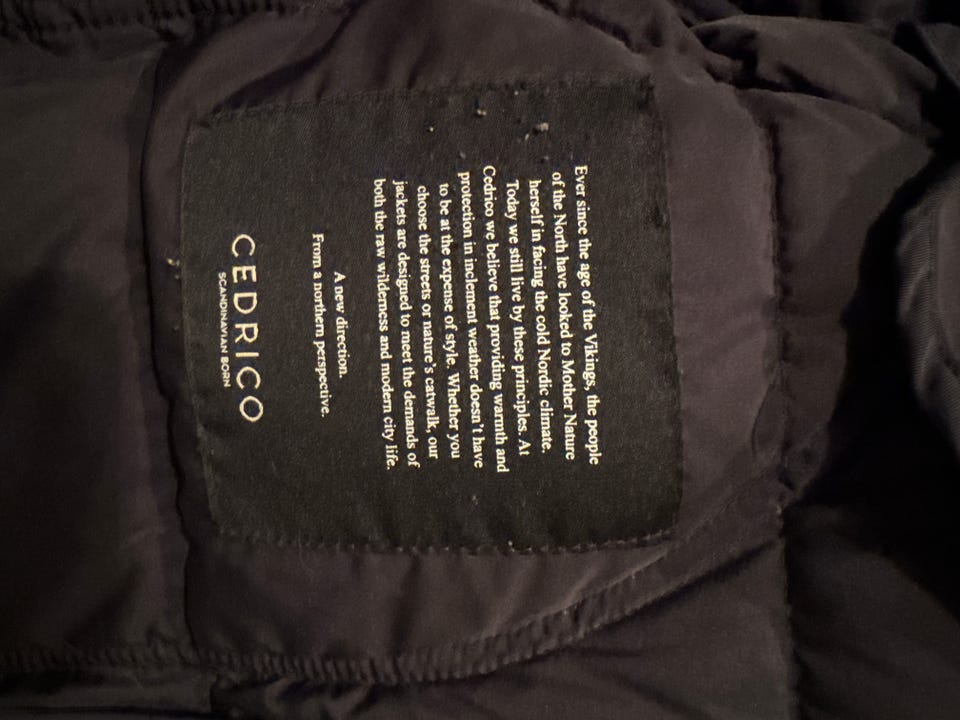 Ever since the age of the Vikings, the people
of the North have looked to Mother Nature
herself in facing the cold Nordic climate.
Today we still live by these principles. At
Cedrico we believe that providing warmth and
protection in inclement weather doesn't have
to be at the expense of style. Whether you
choose the streets or nature's catwalk, our
jackets are designed to meet the demands of
both the raw wilderness and modern city life.
A new direction.
From a northern perspective.
CEDRICO
SCANDINAVIAN BORN